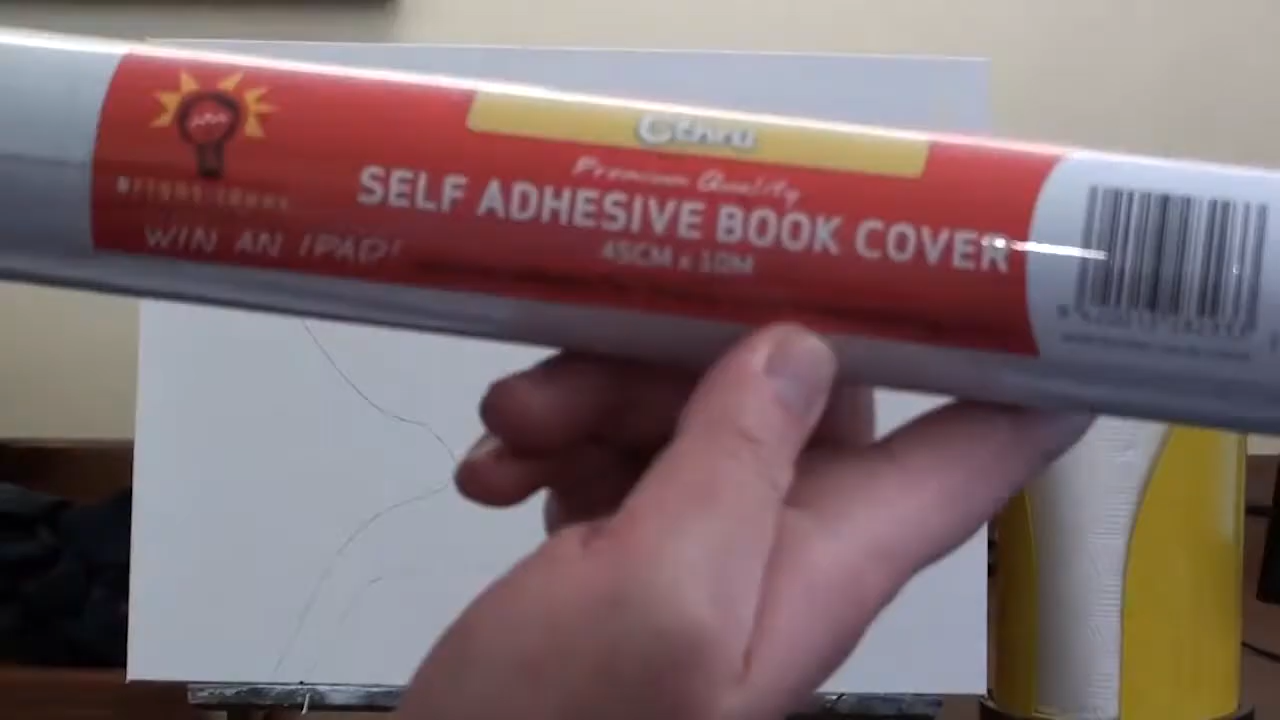 Cthru
Premium Quality
SELF ADHESIVE BOOK COVER
45CM x 10M
WIN AN IPAD!